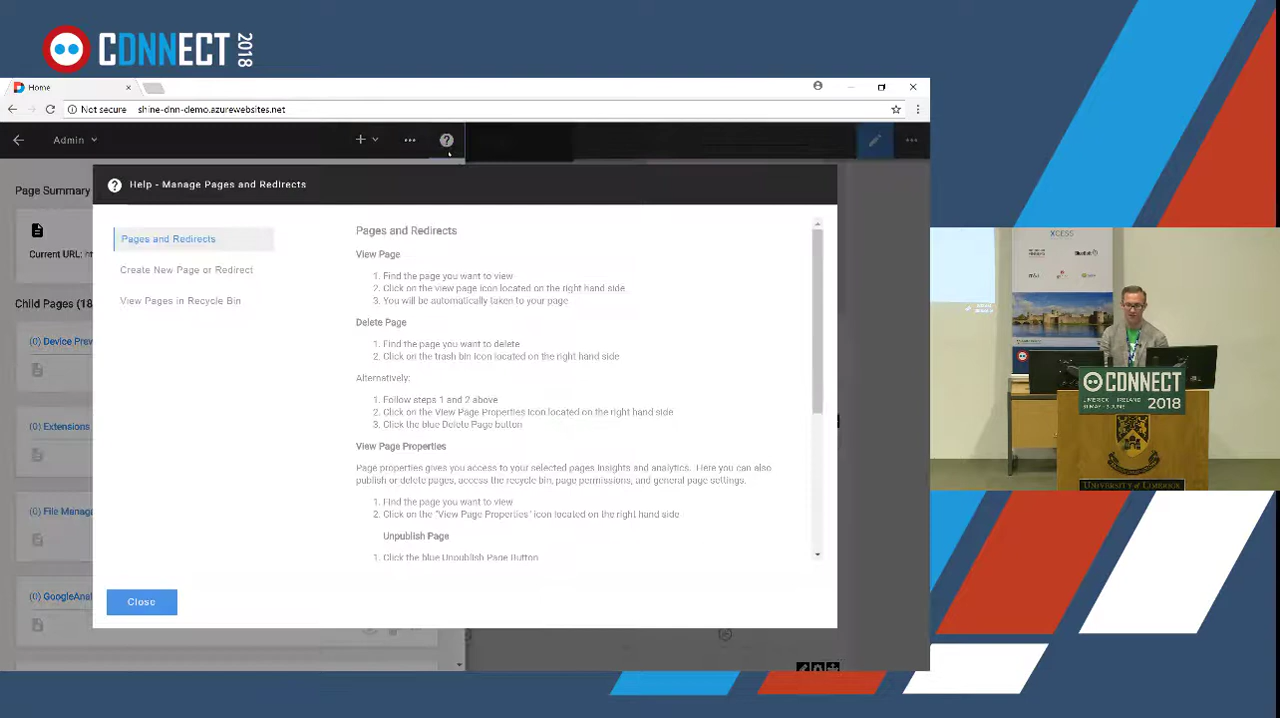 CDNNECT 2018
Home
Not secure shine-dnn-demo.azurewebsites.net
Admin
Page Summary
Help - Manage Pages and Redirects
Current URL:
Child Pages (18
(0) Device Prev
(0) Extensions
(0) File Manag
(0) GoogleAnal
Pages and Redirects
Create New Page or Redirect
View Pages in Recycle Bin
Pages and Redirects
View Page
1. Find the page you want to view
2. Click on the view page icon located on the right hand side
3. You will be automatically taken to your page
Delete Page
1. Find the page you want to delete
2. Click on the trash bin icon located on the right hand side
Alternatively:
1. Follow steps 1 and 2 above
2. Click on the View Page Properties icon located on the right hand side
3. Click the blue Delete Page button
View Page Properties
Page properties gives you access to your selected pages insights and analytics. Here you can also
publish or delete pages, access the recycle bin, page permissions, and general page settings.
1. Find the page you want to view
2. Click on the "View Page Properties" icon located on the right hand side
Unpublish Page
1. Click the blue Unpublish Page Button
Close
XCESS
CONNECT
LIMERICK IRELAND
2018
UNIVERSITY OF LIMERICK